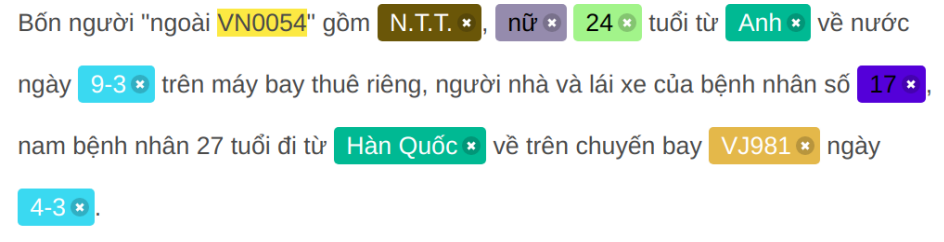 Bốn người "ngoài VN0054" gồm N.T.T. , nữ 24 tuổi từ Anh về nước
ngày 9-3 trên máy bay thuê riêng, người nhà và lái xe của bệnh nhân số 17 ,
nam bệnh nhân 27 tuổi đi từ Hàn Quốc về trên chuyến bay VJ981 ngày
4-3 .